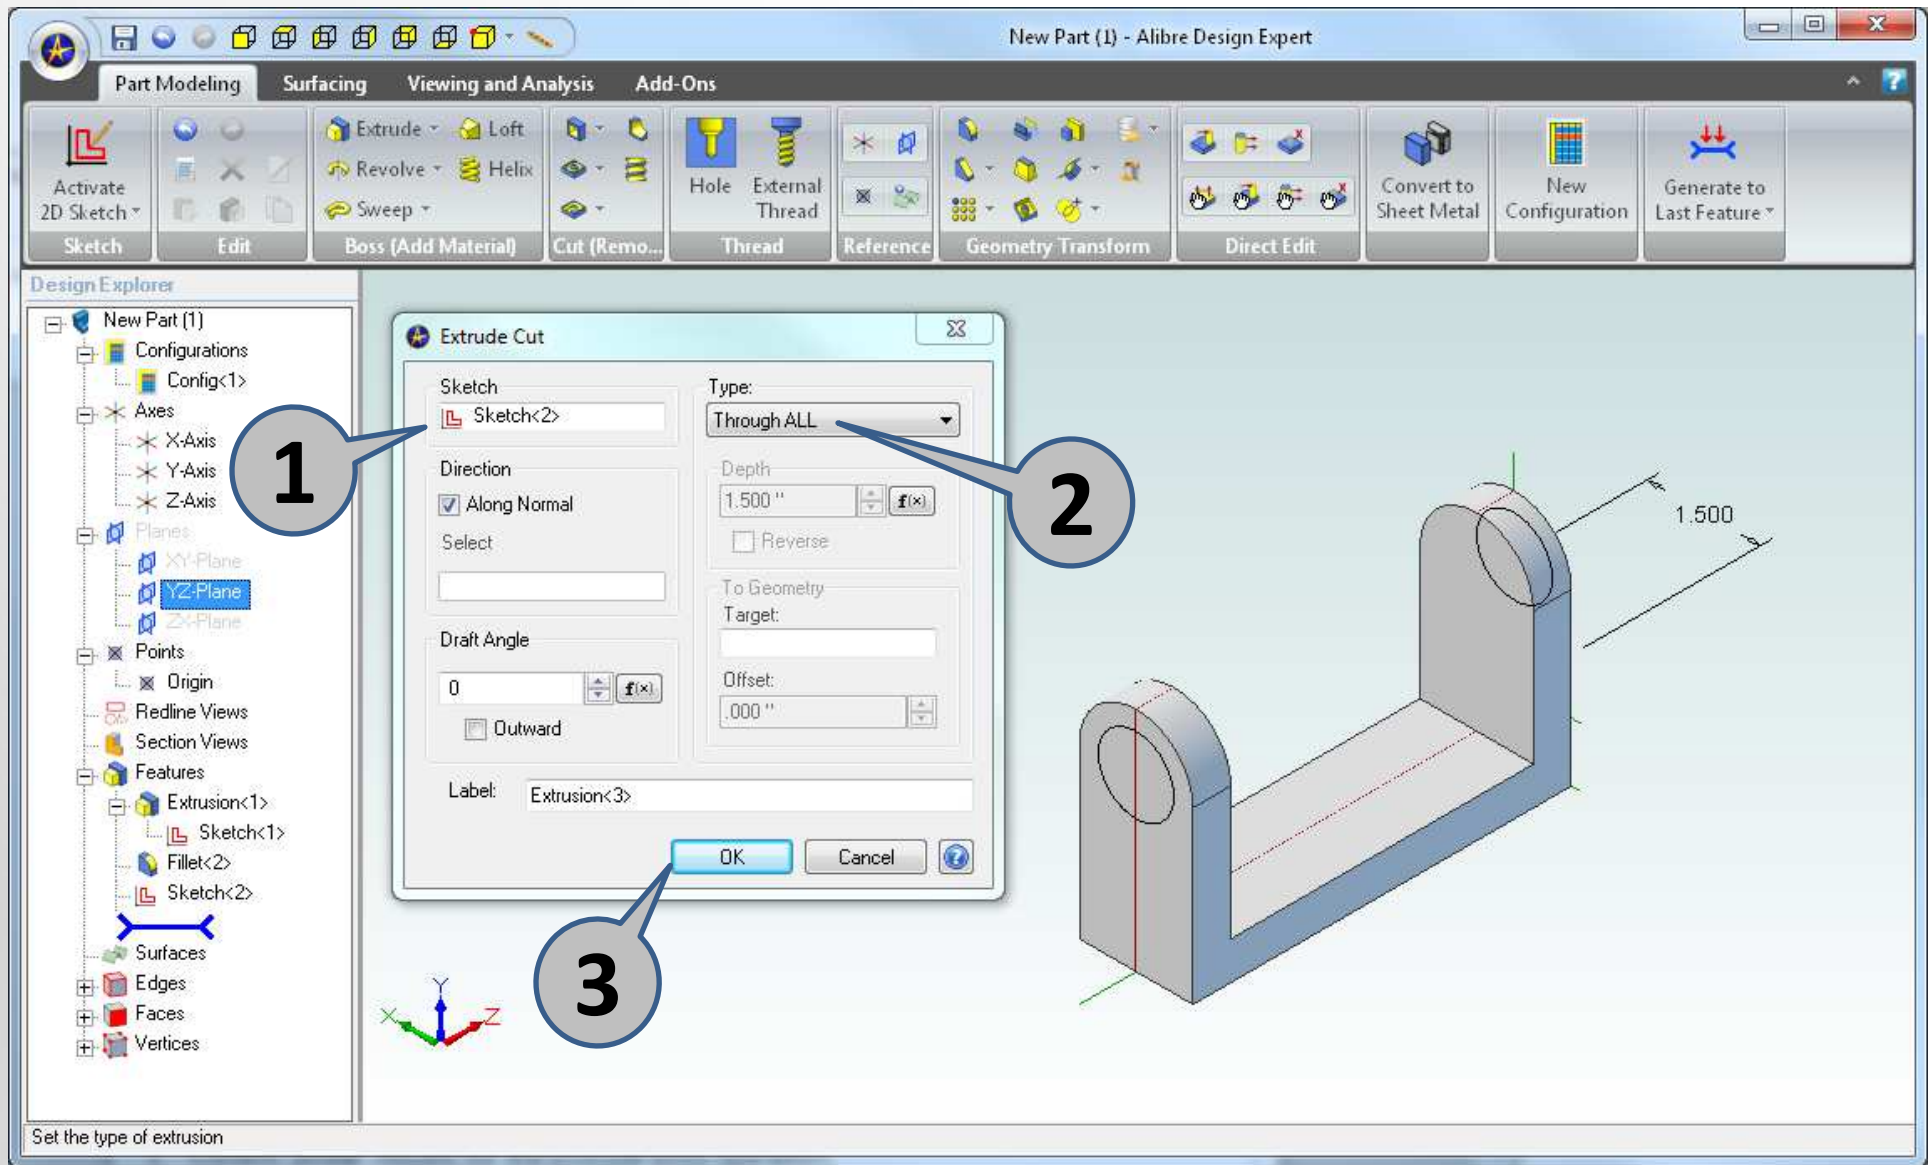 New Part (1) - Alibre Design Expert
Part Modeling Surfacing Viewing and Analysis Add-Ons
Activate
2D Sketch
Sketch
Edit
Extrude Loft
Revolve Helix
Sweep
Boss (Add Material)
Cut (Remo...
Hole External
Thread
Thread
Reference
Geometry Transform
Direct Edit
Convert to
Sheet Metal
New
Configuration
Generate to
Last Feature
Design Explorer
New Part (1)
Configurations
Config<1>
Axes
X-Axis
Y-Axis
Z-Axis
Planes
XY-Plane
YZ-Plane
ZX-Plane
Points
Origin
Redline Views
Section Views
Features
Extrusion<1>
Sketch<1>
Fillet<2>
Sketch<2>
Surfaces
Edges
Faces
Vertices
Extrude Cut
Sketch
Sketch<2>
Direction
Along Normal
Select
Draft Angle
0 f(x)
Outward
Type:
Through ALL
Depth
1.500 " f(x)
Reverse
To Geometry
Target:
Offset:
.000 "
Label: Extrusion<3>
OK Cancel ?
1
2
3
1.500
X Y Z
Set the type of extrusion